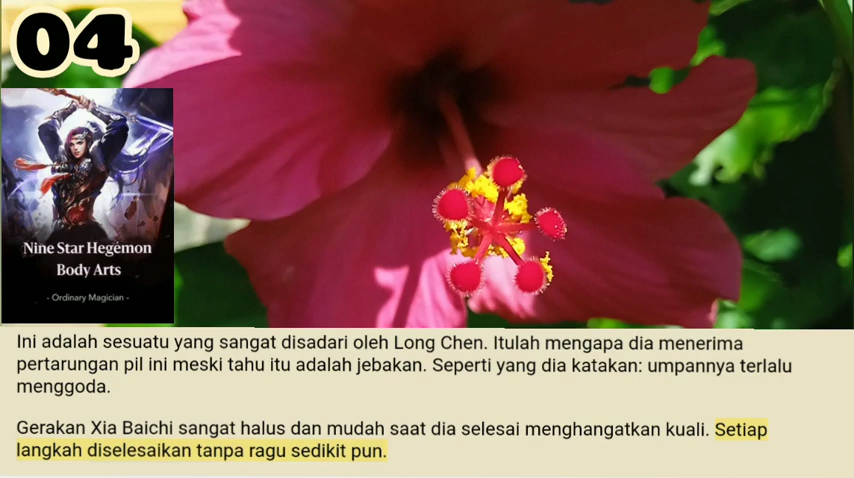 04
Nine Star Hegemon
Body Arts
- Ordinary Magician -
Ini adalah sesuatu yang sangat disadari oleh Long Chen. Itulah mengapa dia menerima
pertarungan pil ini meski tahu itu adalah jebakan. Seperti yang dia katakan: umpannya terlalu
menggoda.
Gerakan Xia Baichi sangat halus dan mudah saat dia selesai menghangatkan kuali. Setiap
langkah diselesaikan tanpa ragu sedikit pun.